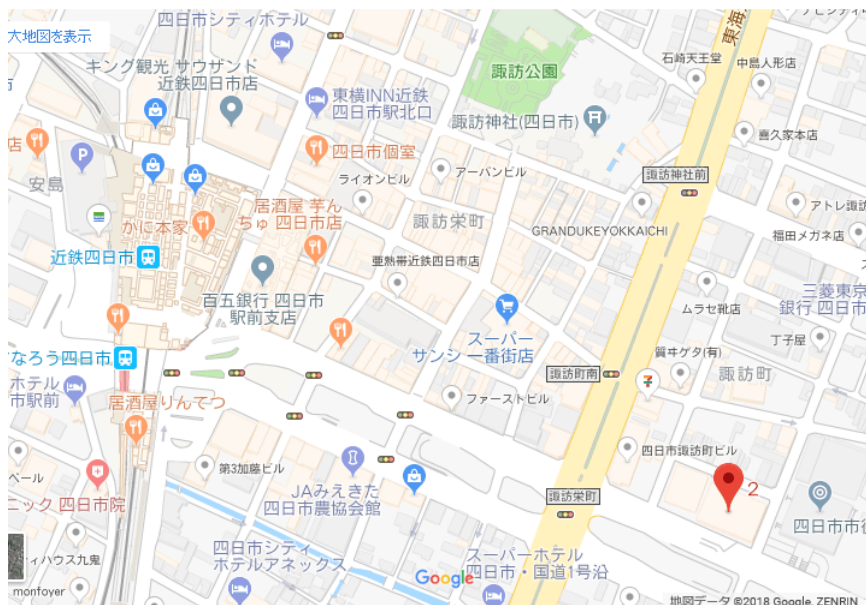 大地図を表示
四日市シティホテル
キング観光 サウザンド
近鉄四日市店
諏訪公園
東海
石崎天王堂
中島人形店
東横INN近鉄
四日市駅北口
諏訪神社(四日市)
喜久家本店
店
安島
四日市個室
ライオンビル
アーバンビル
諏訪神社前
かに本家
居酒屋 芋ん
ちゅ 四日市店
諏訪栄町
GRANDUKEYOKKAICHI
アトレ諏訪
福田メガネ店
近鉄四日市
亜熱帯近鉄四日市店
百五銀行 四日市
駅前支店
ムラセ靴店
三菱東京
銀行 四日市
スーパー
サンシ 一番街店
丁子屋
質ヰゲタ(有)
諏訪町
なろう四日市
諏訪町南
ホテル
市駅前
居酒屋りんてつ
ファーストビル
四日市諏訪町ビル
ベール
第3加藤ビル
JAみえきた
四日市農協会館
2
ニック 四日市院
諏訪栄町
四日市市役
ィハウス九鬼
四日市シティ
ホテルアネックス
スーパーホテル
四日市・国道1号沿
Google
monfoyer
地図データ ©2018 Google, ZENRIN